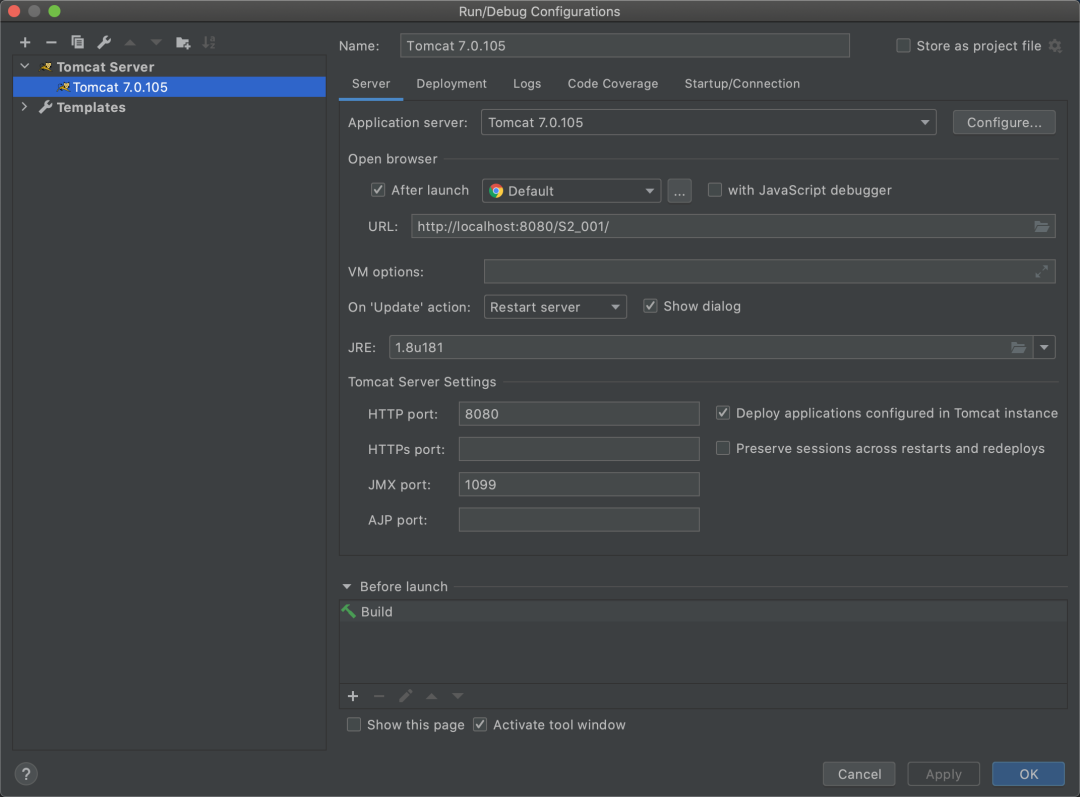 Run/Debug Configurations
Tomcat Server
Tomcat 7.0.105
Templates
Name: Tomcat 7.0.105 Store as project file
Server Deployment Logs Code Coverage Startup/Connection
Application server: Tomcat 7.0.105 Configure...
Open browser
After launch Default ... with JavaScript debugger
URL: http://localhost:8080/S2_001/
VM options:
On 'Update' action: Restart server Show dialog
JRE: 1.8u181
Tomcat Server Settings
HTTP port: 8080 Deploy applications configured in Tomcat instance
HTTPs port: Preserve sessions across restarts and redeploys
JMX port: 1099
AJP port:
Before launch
Build
Show this page Activate tool window
? Cancel Apply OK